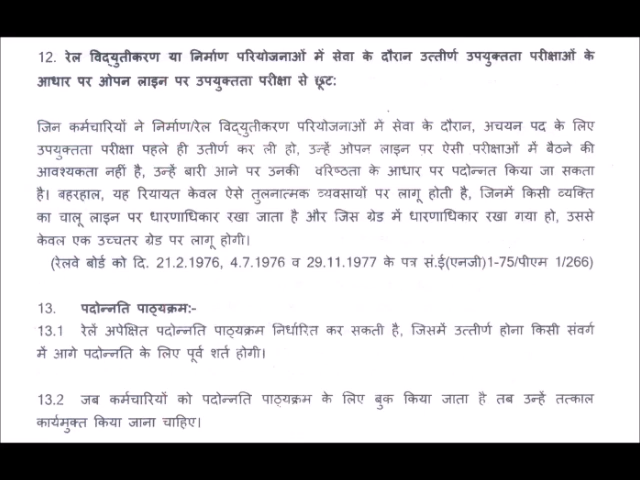 12. रेल विद्युतीकरण या निर्माण परियोजनाओं में सेवा के दौरान उत्तीर्ण उपयुक्तता परीक्षाओं के
आधार पर ओपन लाइन पर उपयुक्तता परीक्षा से छूट:
जिन कर्मचारियों ने निर्माण/रेल विद्युतीकरण परियोजनाओं में सेवा के दौरान, अचयन पद के लिए
उपयुक्तता परीक्षा पहले ही उतीर्ण कर ली हो, उन्हें ओपन लाइन पर ऐसी परीक्षाओं में बैठने की
आवश्यकता नहीं है, उन्हें बारी आने पर उनकी वरिष्ठता के आधार पर पदोन्नत किया जा सकता
है। बहरहाल, यह रियायत केवल ऐसे तुलनात्मक व्यवसायों पर लागू होती है, जिनमें किसी व्यक्ति
का चालू लाइन पर धारणाधिकार रखा जाता है और जिस ग्रेड में धारणाधिकार रखा गया हो, उससे
केवल एक उच्चतर ग्रेड पर लागू होगी।
(रेलवे बोर्ड को दि. 21.2.1976, 4.7.1976 व 29.11.1977 के पत्र सं.ई(एनजी)1-75/पीएम 1/266)
13. पदोन्नति पाठ्यक्रम:-
13.1 रेलें अपेक्षित पदोन्नति पाठ्यक्रम निर्धारित कर सकती है, जिसमें उत्तीर्ण होना किसी संवर्ग
में आगे पदोन्नति के लिए पूर्व शर्त होगी।
13.2 जब कर्मचारियों को पदोन्नति पाठ्यक्रम के लिए बुक किया जाता है तब उन्हें तत्काल
कार्यमुक्त किया जाना चाहिए।